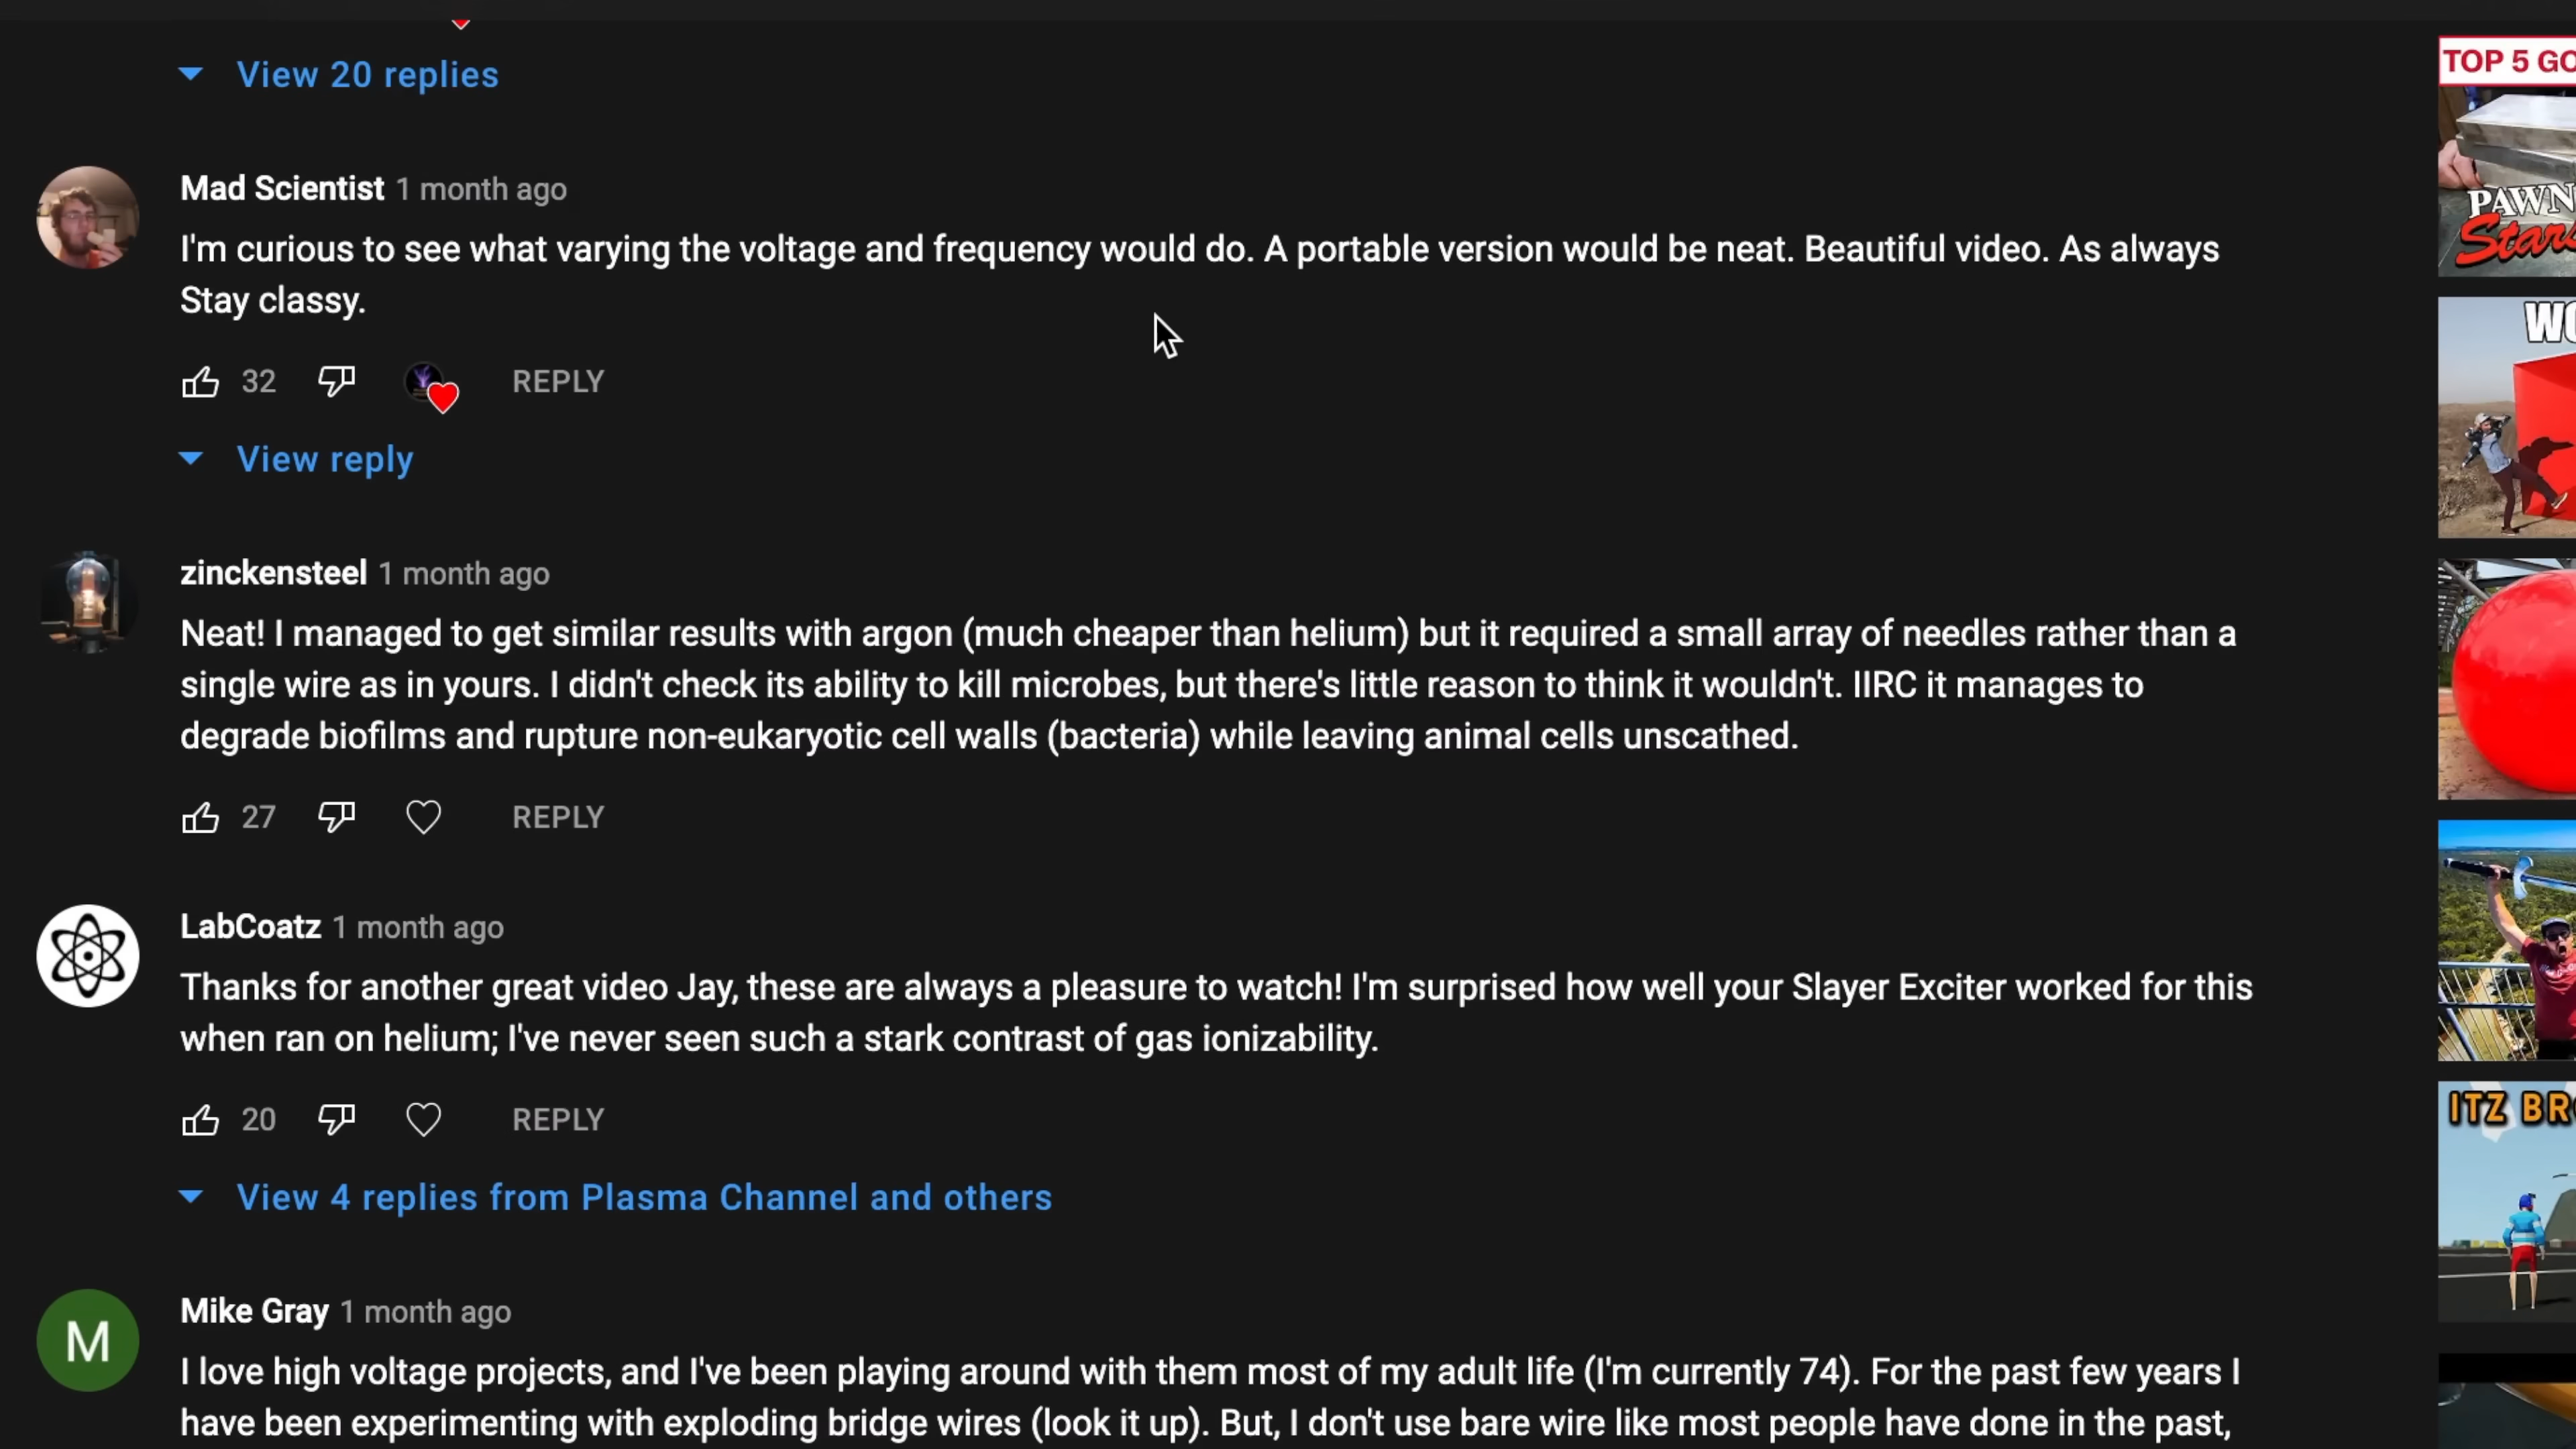 View 20 replies
Mad Scientist 1 month ago
I'm curious to see what varying the voltage and frequency would do. A portable version would be neat. Beautiful video. As always
Stay classy.
32 REPLY
View reply
zinckensteel 1 month ago
Neat! I managed to get similar results with argon (much cheaper than helium) but it required a small array of needles rather than a
single wire as in yours. I didn't check its ability to kill microbes, but there's little reason to think it wouldn't. IIRC it manages to
degrade biofilms and rupture non-eukaryotic cell walls (bacteria) while leaving animal cells unscathed.
27 REPLY
LabCoatz 1 month ago
Thanks for another great video Jay, these are always a pleasure to watch! I'm surprised how well your Slayer Exciter worked for this
when ran on helium; I've never seen such a stark contrast of gas ionizability.
20 REPLY
View 4 replies from Plasma Channel and others
M
Mike Gray 1 month ago
I love high voltage projects, and I've been playing around with them most of my adult life (I'm currently 74). For the past few years I
have been experimenting with exploding bridge wires (look it up). But, I don't use bare wire like most people have done in the past,
TOP 5 GO
PAWN
Stars
WO
ITZ BR